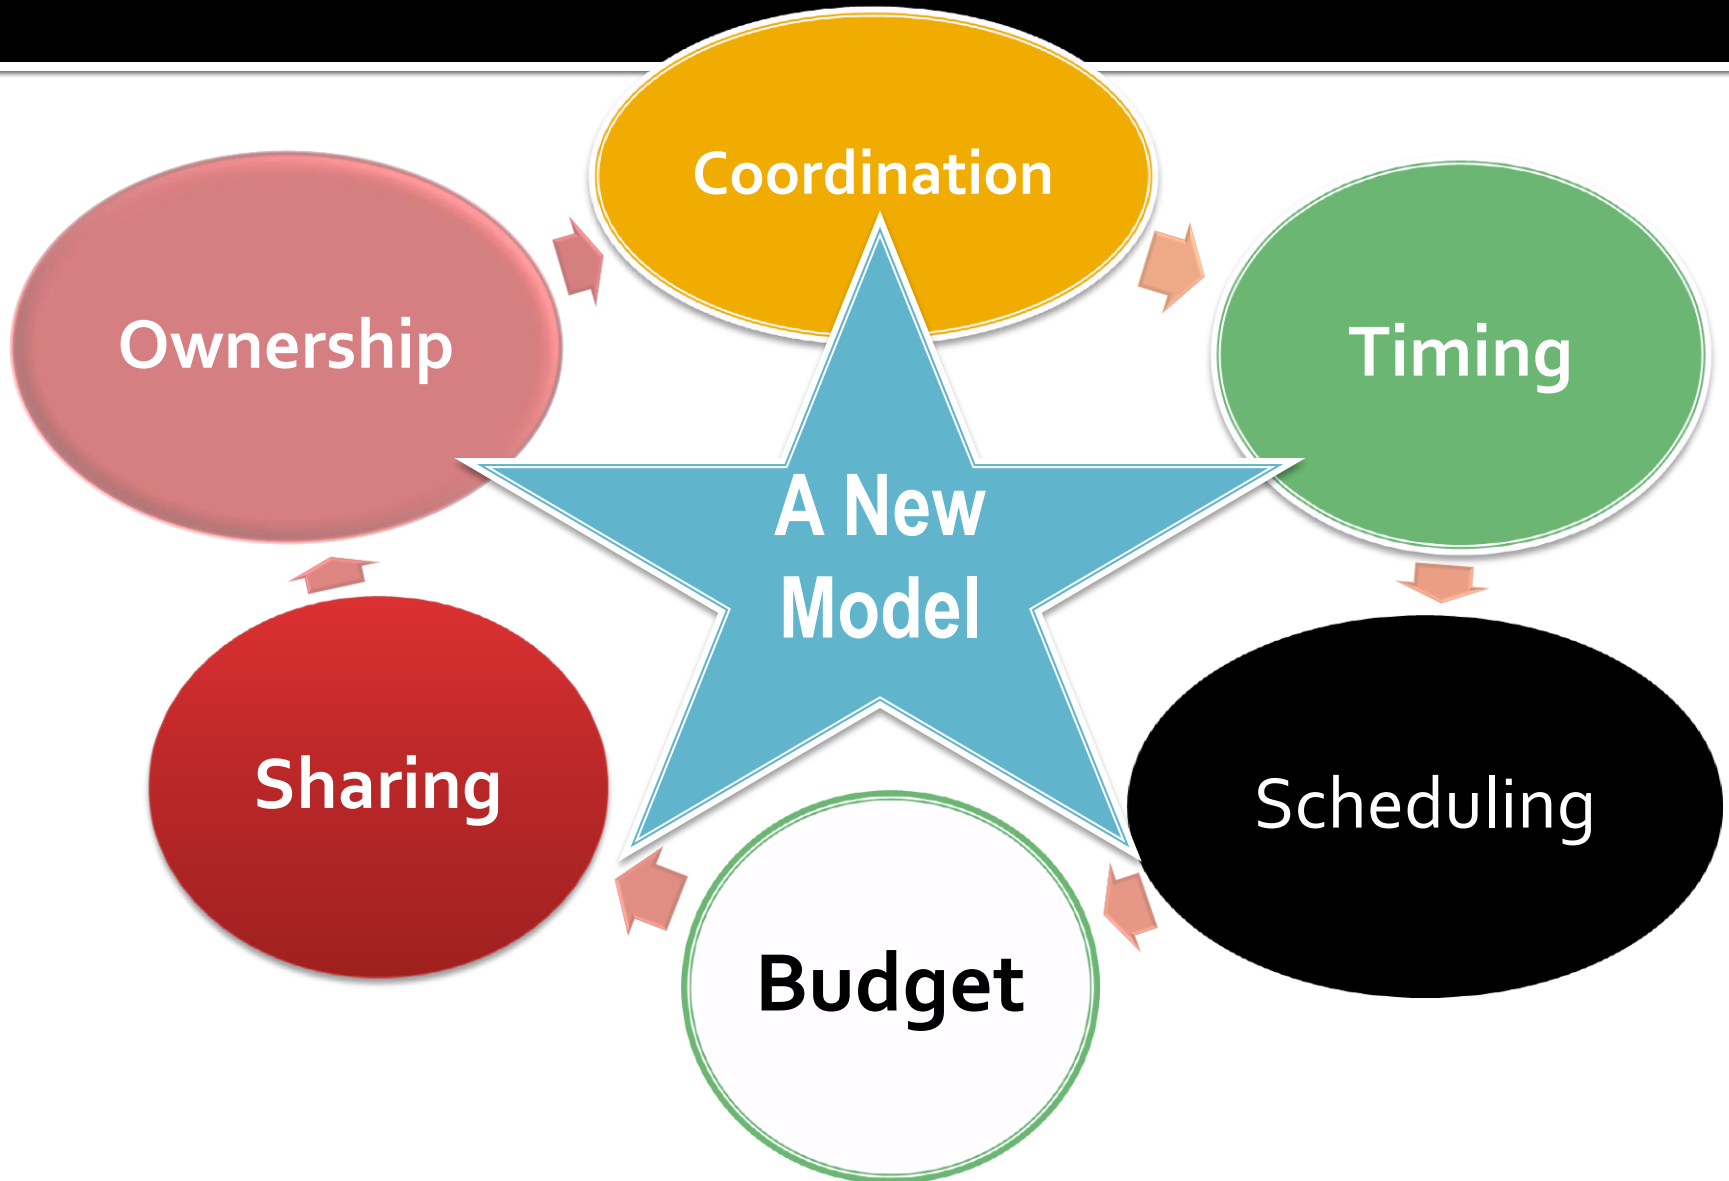 Coordination
Ownership
Timing
A New
Model
Sharing
Scheduling
Budget